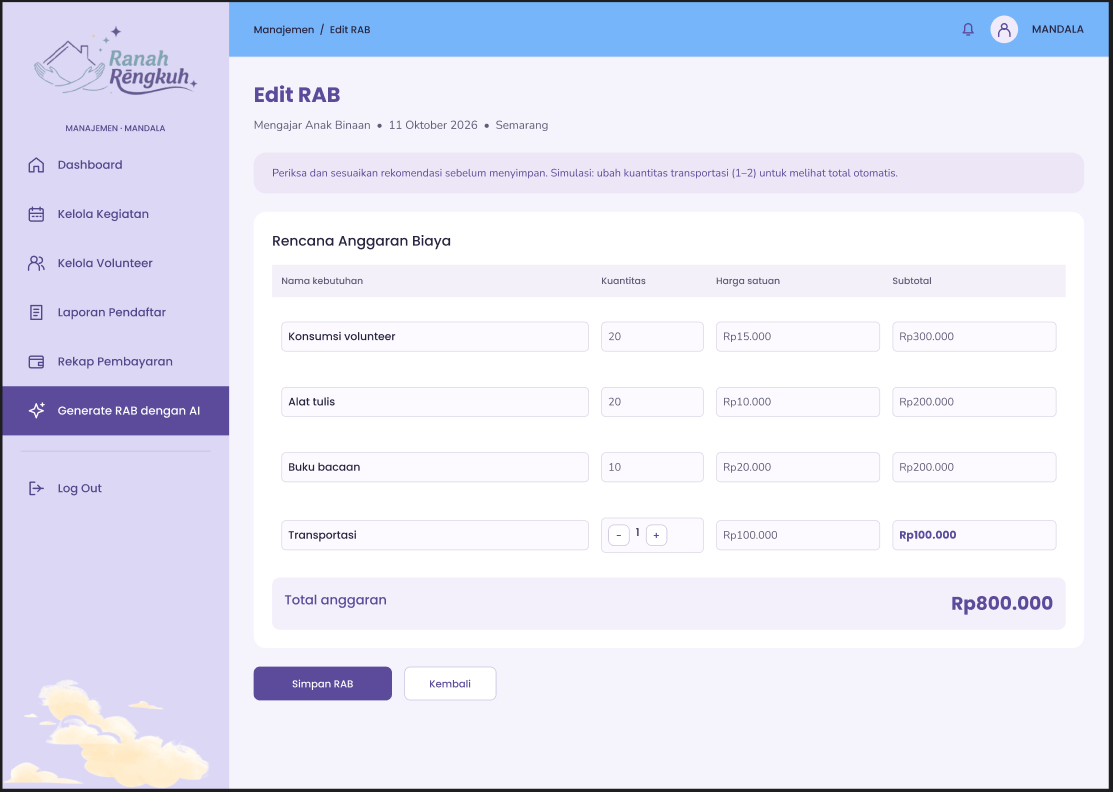 Ranah
Rēngkuh
MANAJEMEN · MANDALA
Dashboard
Kelola Kegiatan
Kelola Volunteer
Laporan Pendaftar
Rekap Pembayaran
Generate RAB dengan AI
Log Out
Manajemen / Edit RAB
MANDALA
Edit RAB
Mengajar Anak Binaan • 11 Oktober 2026 • Semarang
Periksa dan sesuaikan rekomendasi sebelum menyimpan. Simulasi: ubah kuantitas transportasi (1–2) untuk melihat total otomatis.
Rencana Anggaran Biaya
Nama kebutuhan Kuantitas Harga satuan Subtotal
Konsumsi volunteer 20 Rp15.000 Rp300.000
Alat tulis 20 Rp10.000 Rp200.000
Buku bacaan 10 Rp20.000 Rp200.000
Transportasi - 1 + Rp100.000 Rp100.000
Total anggaran Rp800.000
Simpan RAB Kembali